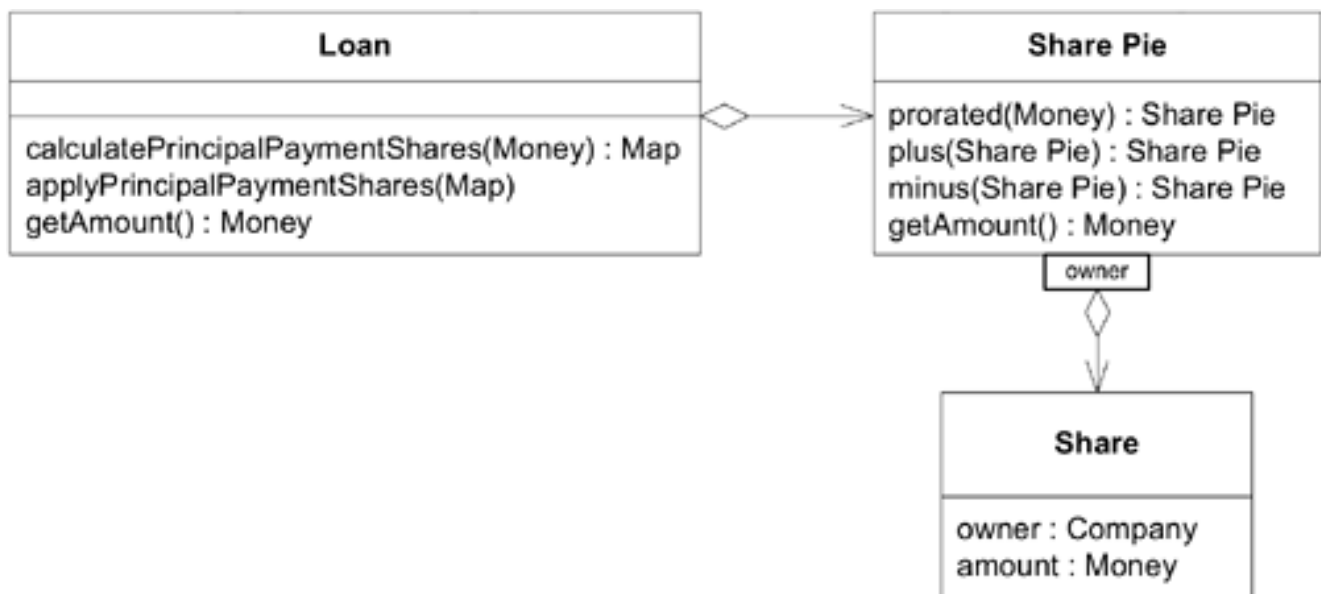 Loan
calculatePrincipalPaymentShares(Money) : Map
applyPrincipalPaymentShares(Map)
getAmount() : Money
Share Pie
prorated(Money) : Share Pie
plus(Share Pie) : Share Pie
minus(Share Pie) : Share Pie
getAmount() : Money
owner
Share
owner : Company
amount : Money